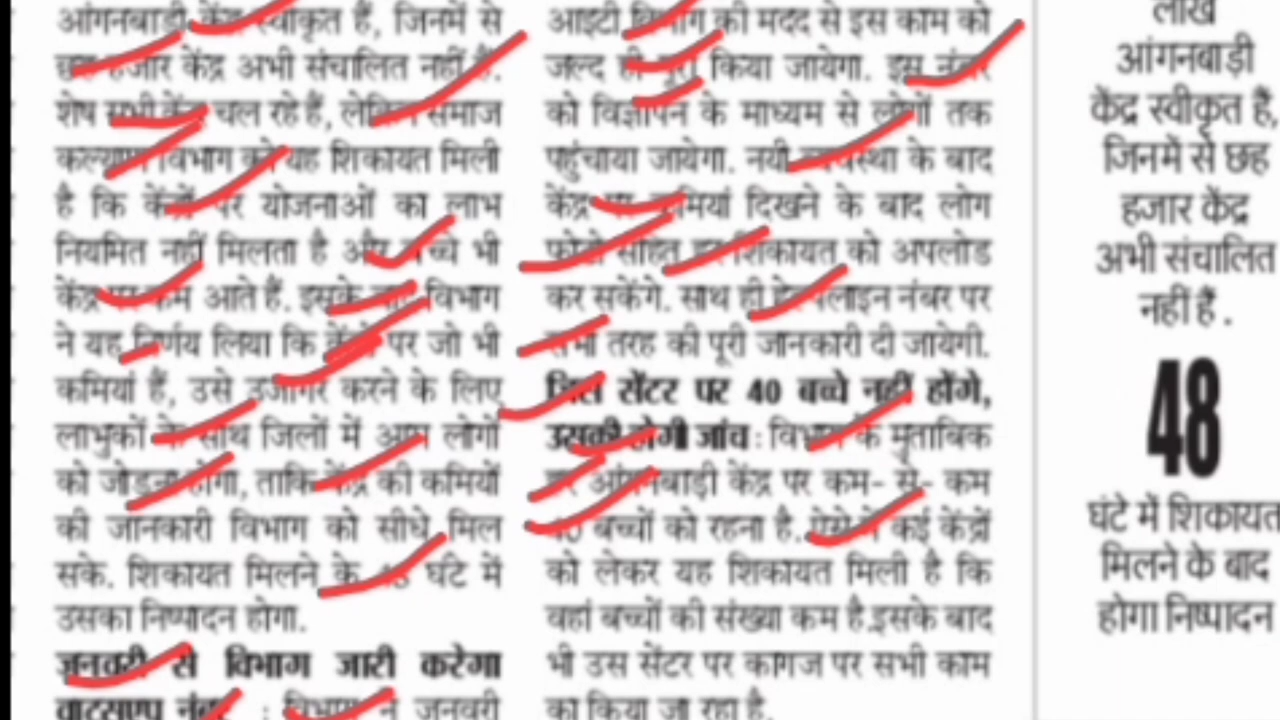 आंगनबाड़ी केंद्र स्वीकृत हैं, जिनमें से
छह हजार केंद्र अभी संचालित नहीं हैं.
शेष सभी केंद्र चल रहे हैं, लेकिन समाज
कल्याण विभाग को यह शिकायत मिली
है कि केंद्रों पर योजनाओं का लाभ
नियमित नहीं मिलता है और बच्चे भी
केंद्र पर कम आते हैं. इसके बाद विभाग
ने यह निर्णय लिया कि केंद्रों पर जो भी
कमियां हैं, उसे उजागर करने के लिए
लाभुकों के साथ जिलों में आम लोगों
को जोड़ना होगा, ताकि केंद्र की कमियों
की जानकारी विभाग को सीधे मिल
सके. शिकायत मिलने के 48 घंटे में
उसका निष्पादन होगा.
जनवरी से विभाग जारी करेगा
वाट्सएप नंबर : विभाग ने जनवरी
आइटी विभाग की मदद से इस काम को
जल्द ही पूरा किया जायेगा. इस नंबर
को विज्ञापन के माध्यम से लोगों तक
पहुंचाया जायेगा. नयी व्यवस्था के बाद
केंद्र पर कमियां दिखने के बाद लोग
फोटो सहित शिकायत को अपलोड
कर सकेंगे. साथ ही हेल्पलाइन नंबर पर
सभी तरह की पूरी जानकारी दी जायेगी.
जिस सेंटर पर 40 बच्चे नहीं होंगे,
उसकी होगी जांच : विभाग के मुताबिक
हर आंगनबाड़ी केंद्र पर कम- से- कम
40 बच्चों को रहना है. ऐसे में कई केंद्रों
को लेकर यह शिकायत मिली है कि
वहां बच्चों की संख्या कम है.इसके बाद
भी उस सेंटर पर कागज पर सभी काम
का किया जा रहा है.
लाख
आंगनबाड़ी
केंद्र स्वीकृत हैं,
जिनमें से छह
हजार केंद्र
अभी संचालित
नहीं हैं .
48
घंटे में शिकायत
मिलने के बाद
होगा निष्पादन